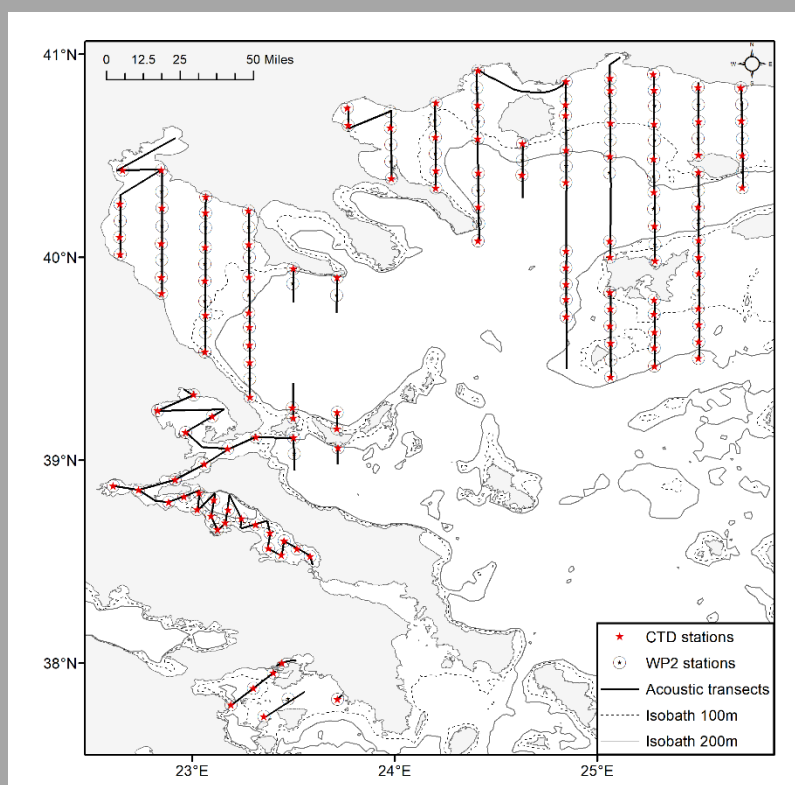 41°N
0 12.5 25 50 Miles
N
W E
S
40°N
39°N
38°N
CTD stations
WP2 stations
Acoustic transects
Isobath 100m
Isobath 200m
23°E 24°E 25°E